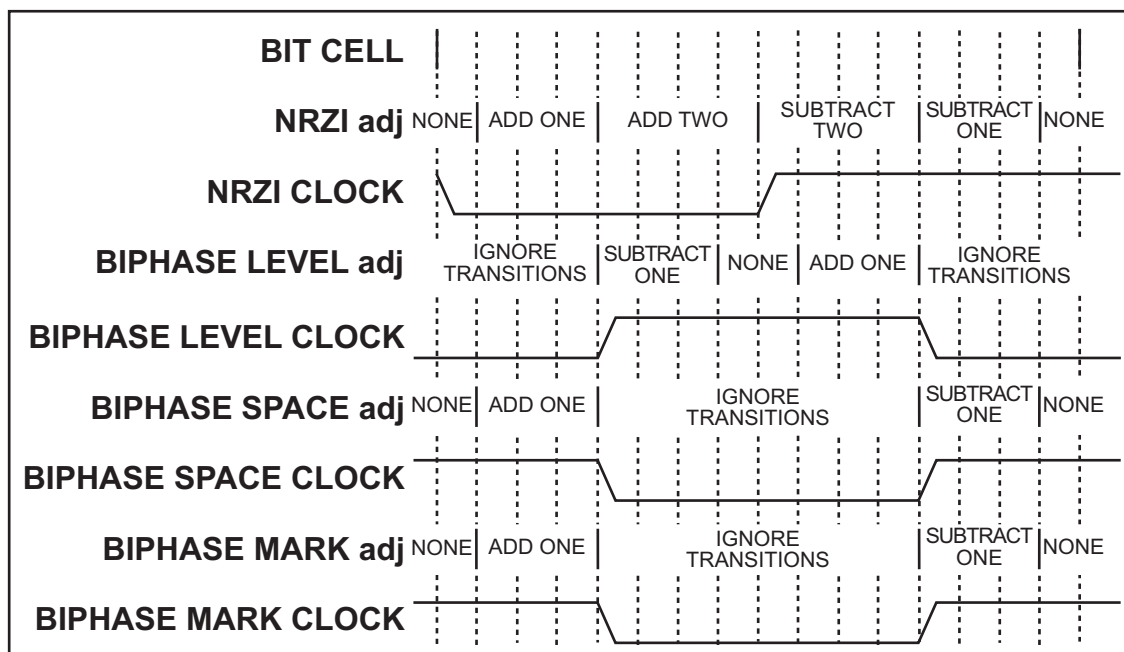 BIT CELL
NRZI adj NONE ADD ONE ADD TWO SUBTRACT TWO SUBTRACT ONE NONE
NRZI CLOCK
BIPHASE LEVEL adj IGNORE TRANSITIONS SUBTRACT ONE NONE ADD ONE IGNORE TRANSITIONS
BIPHASE LEVEL CLOCK
BIPHASE SPACE adj NONE ADD ONE IGNORE TRANSITIONS SUBTRACT ONE NONE
BIPHASE SPACE CLOCK
BIPHASE MARK adj NONE ADD ONE IGNORE TRANSITIONS SUBTRACT ONE NONE
BIPHASE MARK CLOCK